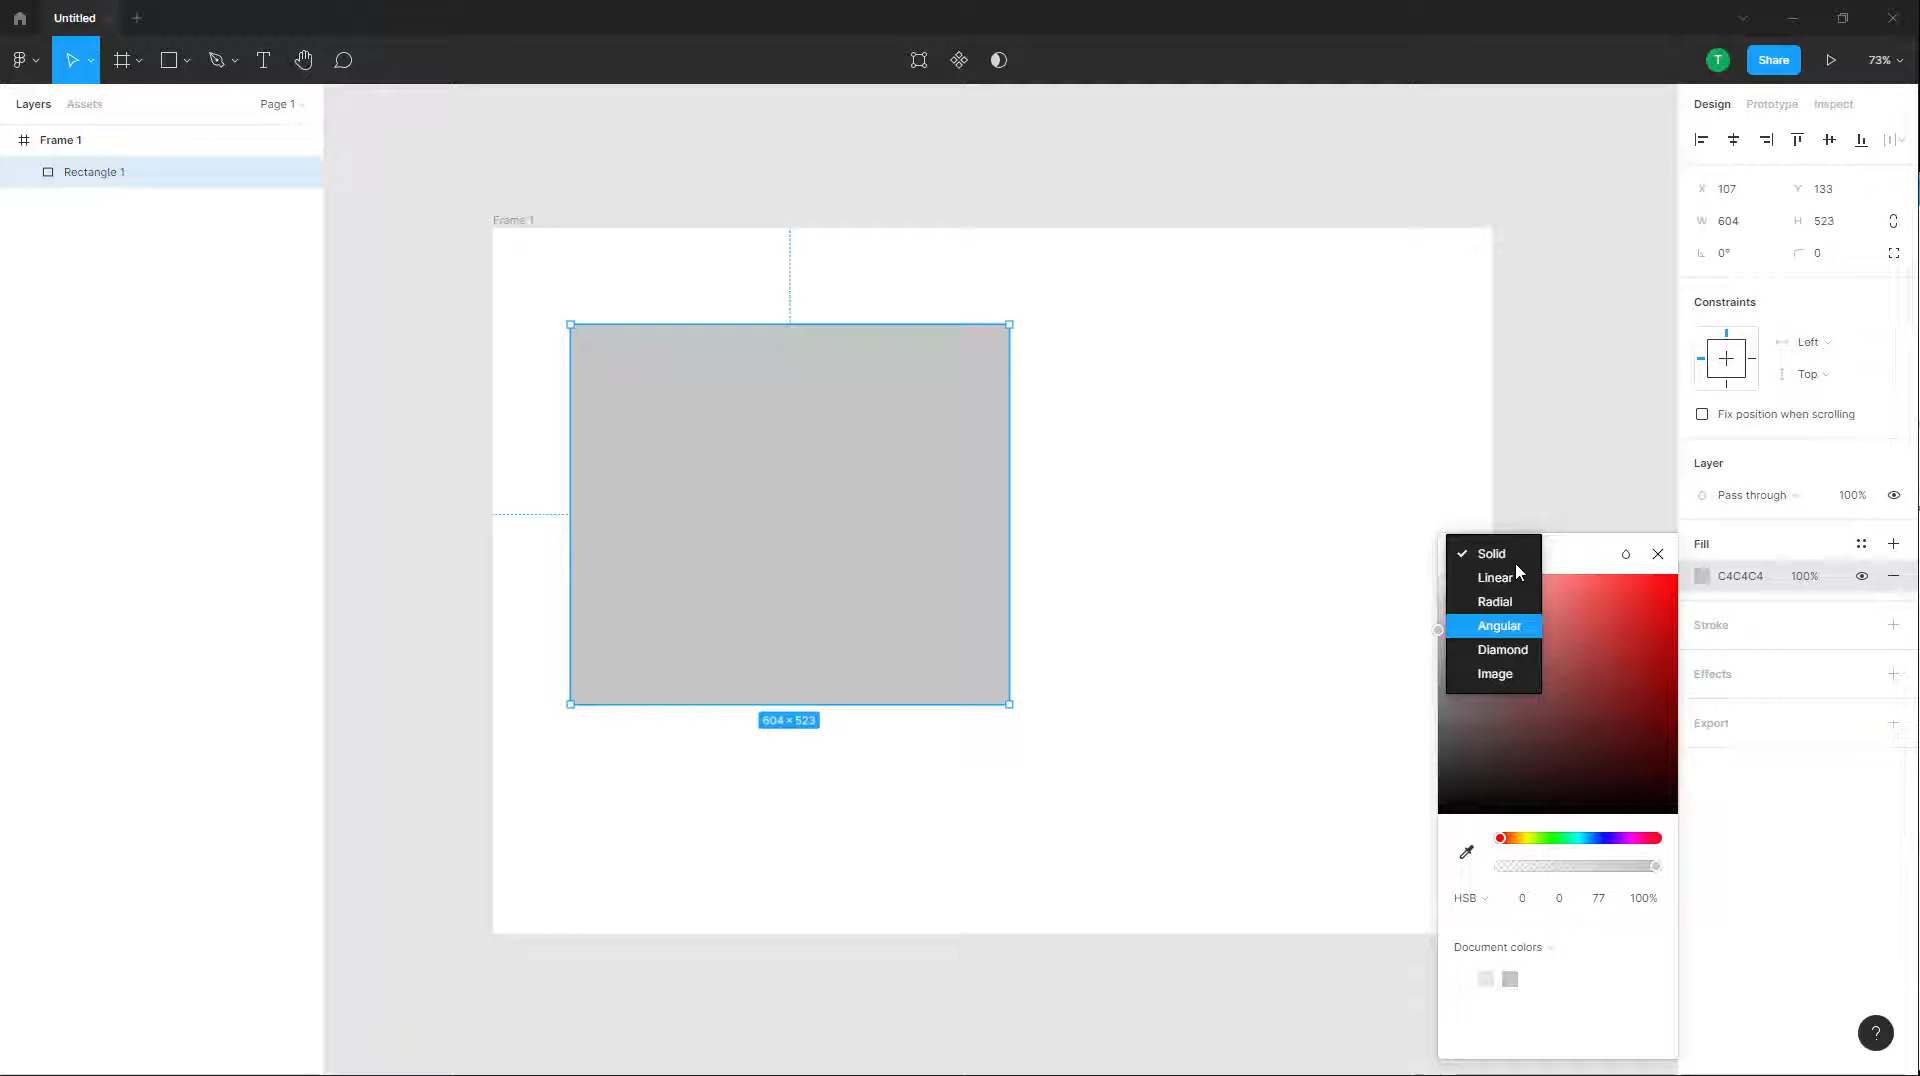 Untitled
T
Share
73%
Layers
Assets
Page 1
Design
Prototype
Inspect
Frame 1
Rectangle 1
Frame 1
604 × 523
X 107
Y 133
W 604
H 523
0°
0
Constraints
Left
Top
Fix position when scrolling
Layer
Pass through
100%
Fill
C4C4C4
100%
Stroke
Effects
Export
Solid
Linear
Radial
Angular
Diamond
Image
HSB
0
0
77
100%
Document colors
?